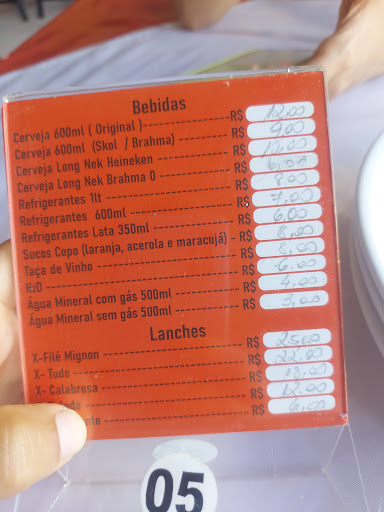 Bebidas
Cerveja 600ml ( Original )------------------ R$ 12,00
Cerveja 600ml (Skol / Brahma)------------ R$ 9,00
Cerveja Long Nek Heineken --------------- R$ 10,00
Cerveja Long Nek Brahma 0 --------------- R$ 6,00
Refrigerantes 1lt --------------------------- R$ 8,00
Refrigerantes 600ml ----------------------- R$ 7,00
Refrigerantes Lata 350ml ----------------- R$ 6,00
Sucos Copo (laranja, acerola e maracujá) - R$ 8,00
Taça de Vinho ------------------------------ R$ 8,00
H2O ----------------------------------------- R$ 6,00
Água Mineral com gás 500ml -------------- R$ 4,00
Água Mineral sem gás 500ml -------------- R$ 3,00
Lanches
X-Filé Mignon ------------------------------ R$ 25,00
X- Tudo ------------------------------------- R$ 22,00
X- Calabresa -------------------------------- R$ 18,00
R$ 12,00
R$ 6,00
05